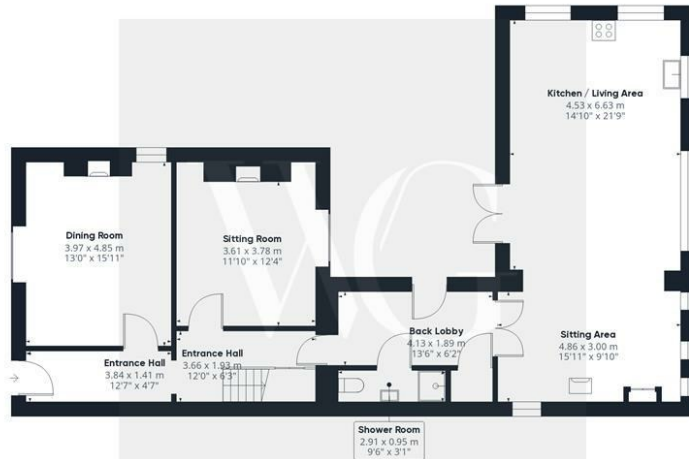 Kitchen / Living Area
4.53 x 6.63 m
14'10" x 21'9"
Dining Room
3.97 x 4.85 m
13'0" x 15'11"
Sitting Room
3.61 x 3.78 m
11'10" x 12'4"
Back Lobby
4.13 x 1.89 m
13'6" x 6'2"
Sitting Area
4.86 x 3.00 m
15'11" x 9'10"
Entrance Hall
3.84 x 1.41 m
12'7" x 4'7"
Entrance Hall
3.66 x 1.93 m
12'0" x 6'3"
Shower Room
2.91 x 0.95 m
9'6" x 3'1"
WG